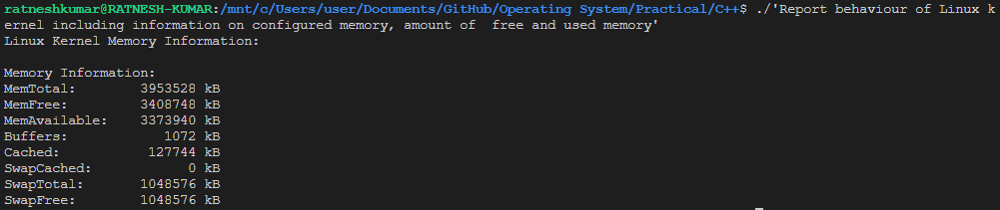 ratneshkumar@RATNESH-KUMAR:/mnt/c/Users/user/Documents/GitHub/Operating System/Practical/C++$ ./'Report behaviour of Linux k
ernel including information on configured memory, amount of  free and used memory'
Linux Kernel Memory Information:

Memory Information:
MemTotal:        3953528 kB
MemFree:         3408748 kB
MemAvailable:    3373940 kB
Buffers:            1072 kB
Cached:           127744 kB
SwapCached:            0 kB
SwapTotal:       1048576 kB
SwapFree:        1048576 kB